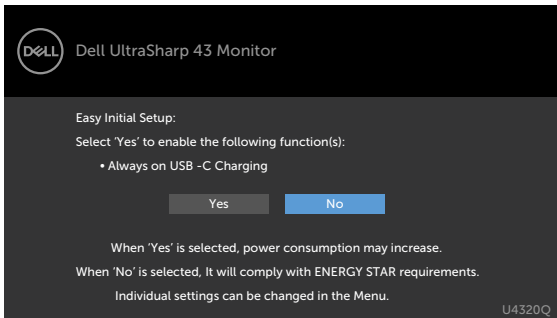 DELL
Dell UltraSharp 43 Monitor
Easy Initial Setup:
Select ‘Yes’ to enable the following function(s):
• Always on USB -C Charging
Yes
No
When ‘Yes’ is selected, power consumption may increase.
When ‘No’ is selected, It will comply with ENERGY STAR requirements.
Individual settings can be changed in the Menu.
U4320Q